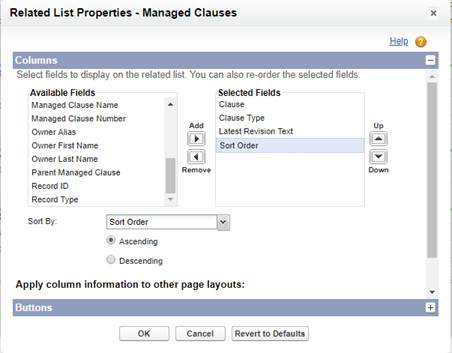 Related List Properties - Managed Clauses
Help
Columns
Select fields to display on the related list. You can also re-order the selected fields.
Available Fields
Managed Clause Name
Managed Clause Number
Owner Alias
Owner First Name
Owner Last Name
Parent Managed Clause
Record ID
Record Type
Add
Remove
Selected Fields
Clause
Clause Type
Latest Revision Text
Sort Order
Up
Down
Sort By: Sort Order
Ascending
Descending
Apply column information to other page layouts:
Buttons
OK Cancel Revert to Defaults